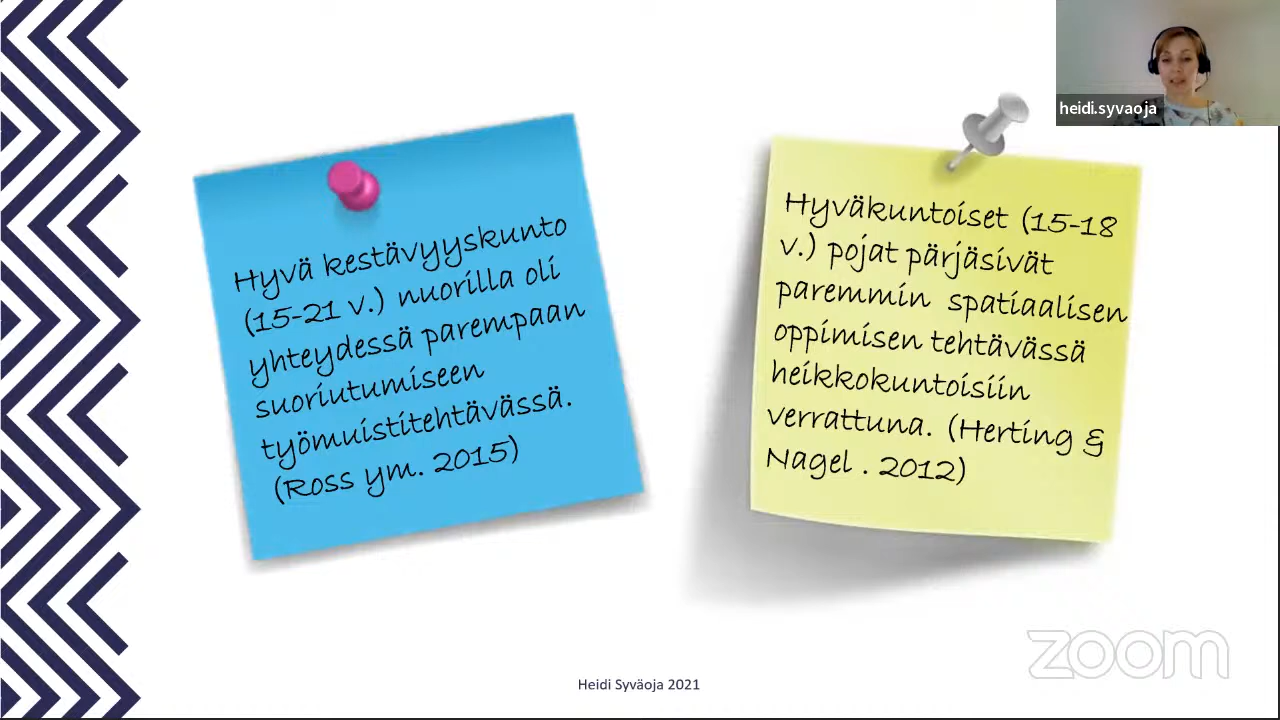 heidi.syvaoja
Hyvä kestävyyskunto
(15-21 v.) nuorilla oli
yhteydessä parempaan
suoriutumiseen
työmuistitehtävässä.
(Ross ym. 2015)
Hyväkuntoiset (15-18
v.) pojat pärjäsivät
paremmin spatiaalisen
oppimisen tehtävässä
heikkokuntoisiin
verrattuna. (Herting &
Nagel . 2012)
zoom
Heidi Syväoja 2021